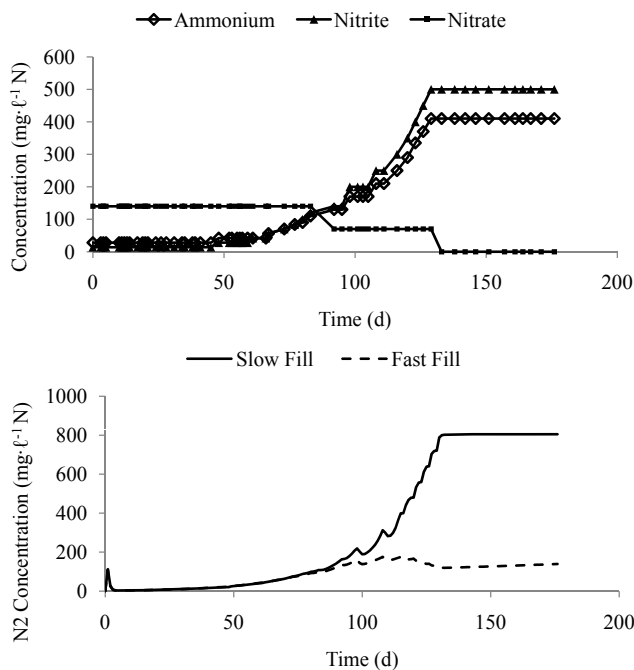 Ammonium Nitrite Nitrate
Concentration (mg·ℓ⁻¹ N)
600
500
400
300
200
100
0
0 50 100 150 200
Time (d)
Slow Fill Fast Fill
N2 Concentration (mg·ℓ⁻¹ N)
1000
800
600
400
200
0
0 50 100 150 200
Time (d)